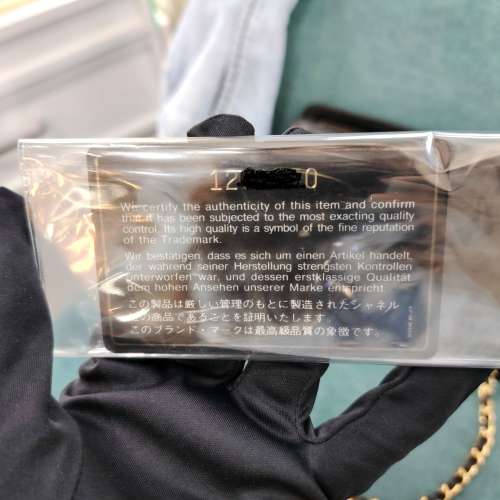 12 0
We certify the authenticity of this item and confirm
that it has been subjected to the most exacting quality
control. Its high quality is a symbol of the fine reputation
of the Trademark.
Wir bestätigen, dass es sich um einen Artikel handelt,
der während seiner Herstellung strengsten Kontrollen
unterworfen war, und dessen erstklassige Qualität
dem hohen Ansehen unserer Marke entspricht.
この製品は厳しい管理のもとに製造されたシャネル
の商品であることを証明いたします。
このブランド・マークは最高級品質の象徴です。